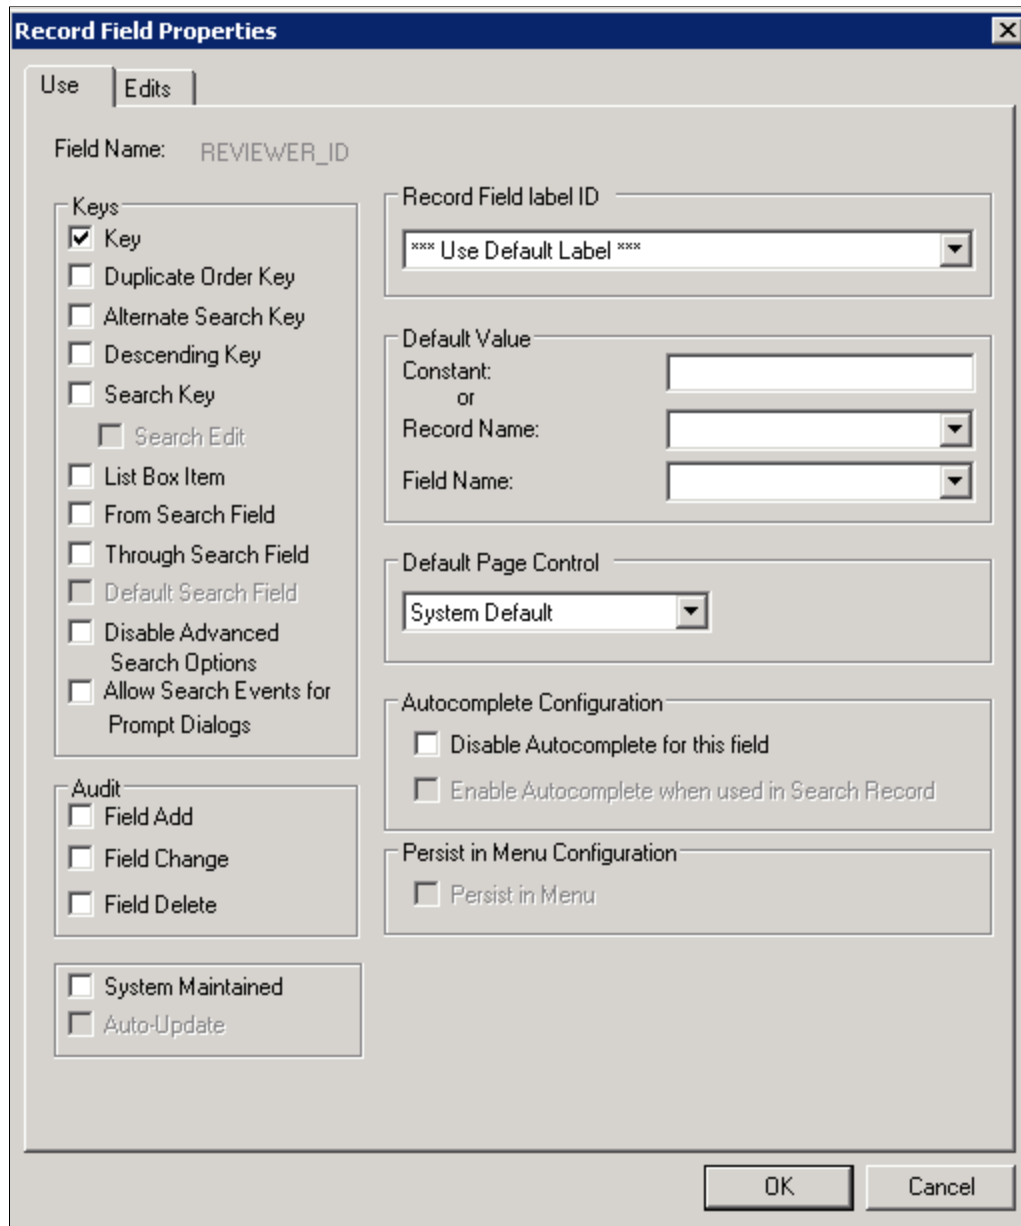 Record Field Properties
Use
Edits
Field Name: REVIEWER_ID
Keys
Key
Duplicate Order Key
Alternate Search Key
Descending Key
Search Key
Search Edit
List Box Item
From Search Field
Through Search Field
Default Search Field
Disable Advanced
Search Options
Allow Search Events for
Prompt Dialogs
Audit
Field Add
Field Change
Field Delete
System Maintained
Auto-Update
Record Field label ID
*** Use Default Label ***
Default Value
Constant:
or
Record Name:
Field Name:
Default Page Control
System Default
Autocomplete Configuration
Disable Autocomplete for this field
Enable Autocomplete when used in Search Record
Persist in Menu Configuration
Persist in Menu
OK
Cancel